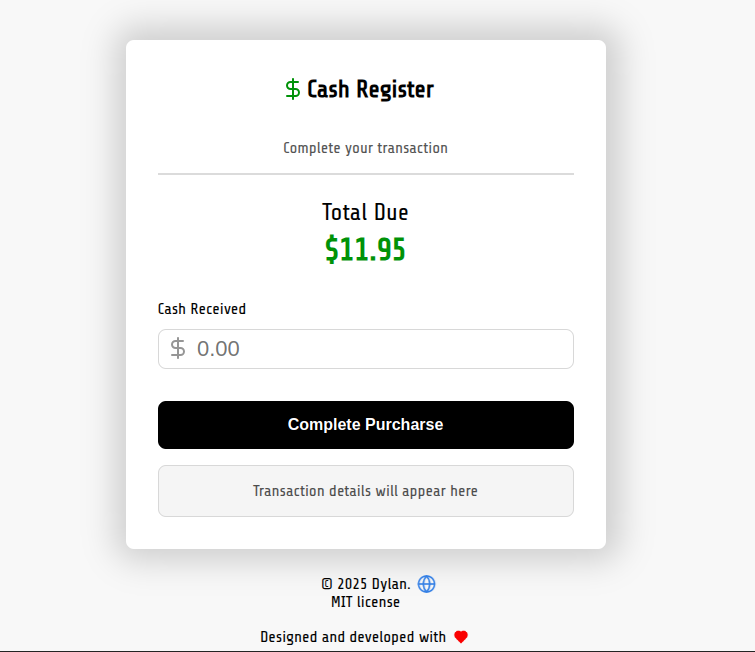 $ Cash Register
Complete your transaction
Total Due
$11.95
Cash Received
$ 0.00
Complete Purcharse
Transaction details will appear here
© 2025 Dylan.
MIT license
Designed and developed with